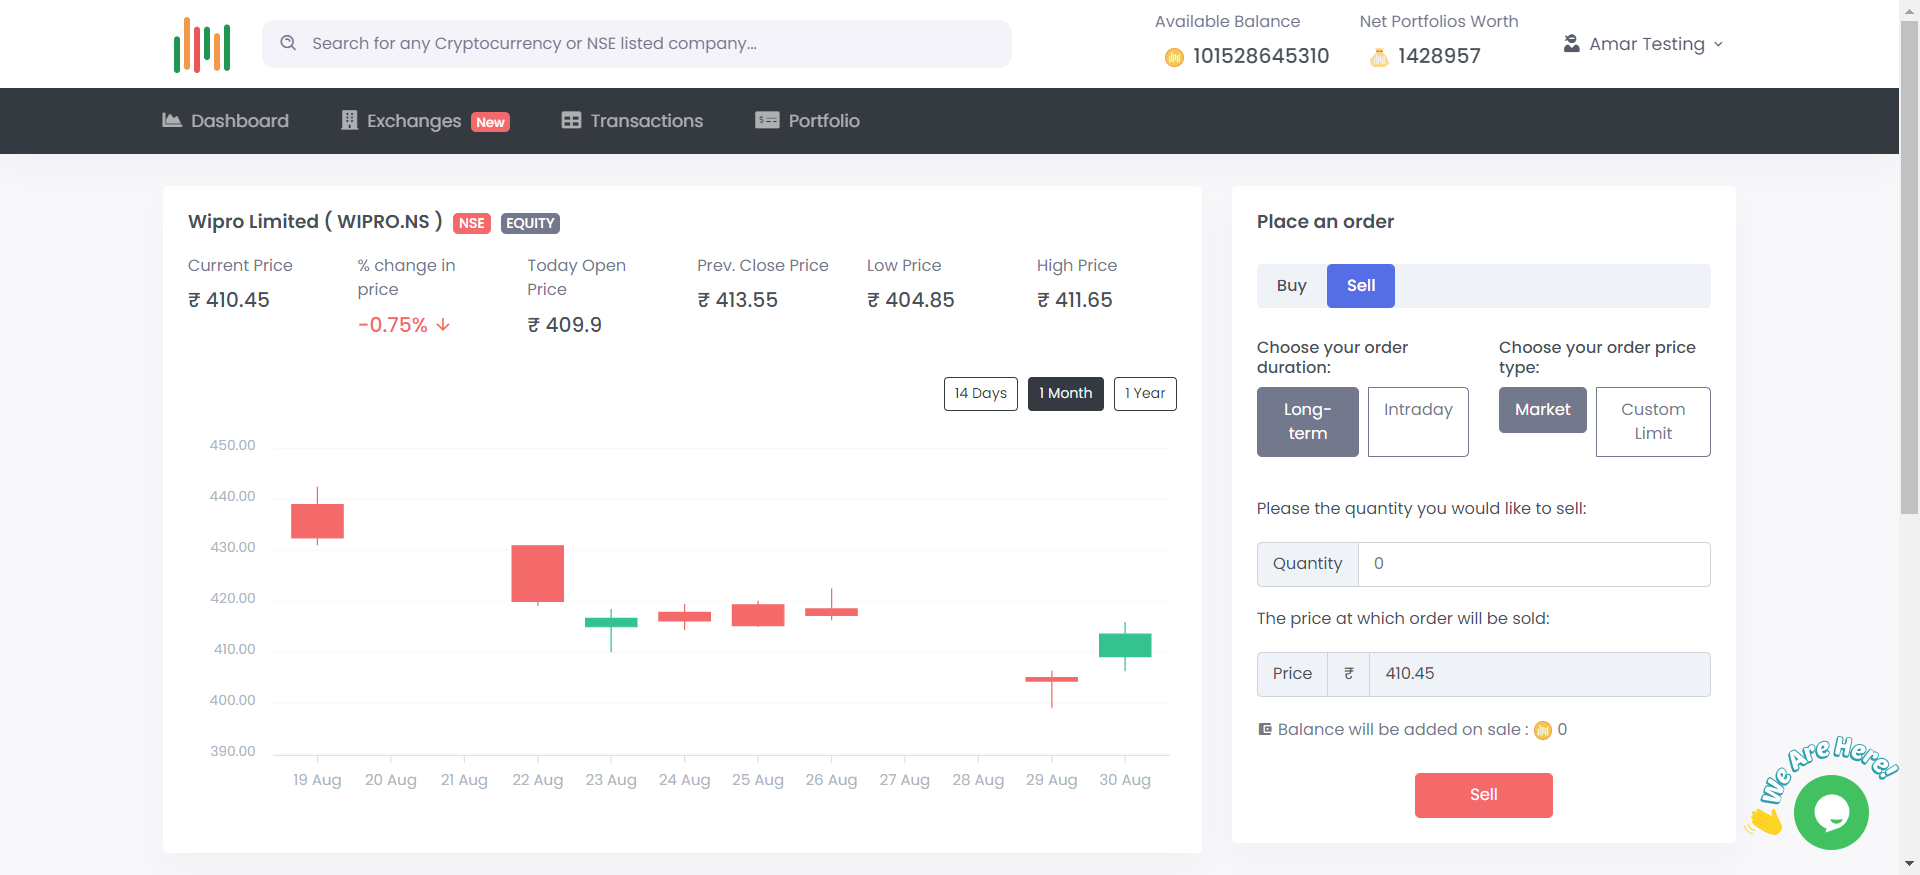 Search for any Cryptocurrency or NSE listed company...
Available Balance
101528645310
Net Portfolios Worth
1428957
Amar Testing
Dashboard
Exchanges New
Transactions
Portfolio
Wipro Limited ( WIPRO.NS ) NSE EQUITY
Current Price
₹ 410.45
% change in
price
-0.75%
Today Open
Price
₹ 409.9
Prev. Close Price
₹ 413.55
Low Price
₹ 404.85
High Price
₹ 411.65
14 Days 1 Month 1 Year
450.00
440.00
430.00
420.00
410.00
400.00
390.00
19 Aug 20 Aug 21 Aug 22 Aug 23 Aug 24 Aug 25 Aug 26 Aug 27 Aug 28 Aug 29 Aug 30 Aug
Place an order
Buy Sell
Choose your order
duration:
Long-
term
Intraday
Choose your order price
type:
Market
Custom
Limit
Please the quantity you would like to sell:
Quantity 0
The price at which order will be sold:
Price ₹ 410.45
Balance will be added on sale : 0
Sell
We Are Here!